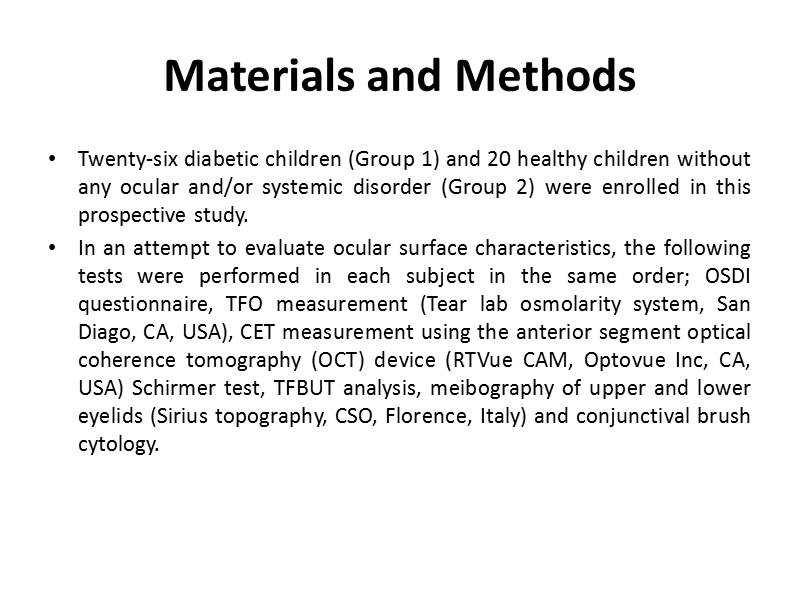 Materials and Methods
• Twenty-six diabetic children (Group 1) and 20 healthy children without
any ocular and/or systemic disorder (Group 2) were enrolled in this
prospective study.
• In an attempt to evaluate ocular surface characteristics, the following
tests were performed in each subject in the same order; OSDI
questionnaire, TFO measurement (Tear lab osmolarity system, San
Diago, CA, USA), CET measurement using the anterior segment optical
coherence tomography (OCT) device (RTVue CAM, Optovue Inc, CA,
USA) Schirmer test, TFBUT analysis, meibography of upper and lower
eyelids (Sirius topography, CSO, Florence, Italy) and conjunctival brush
cytology.